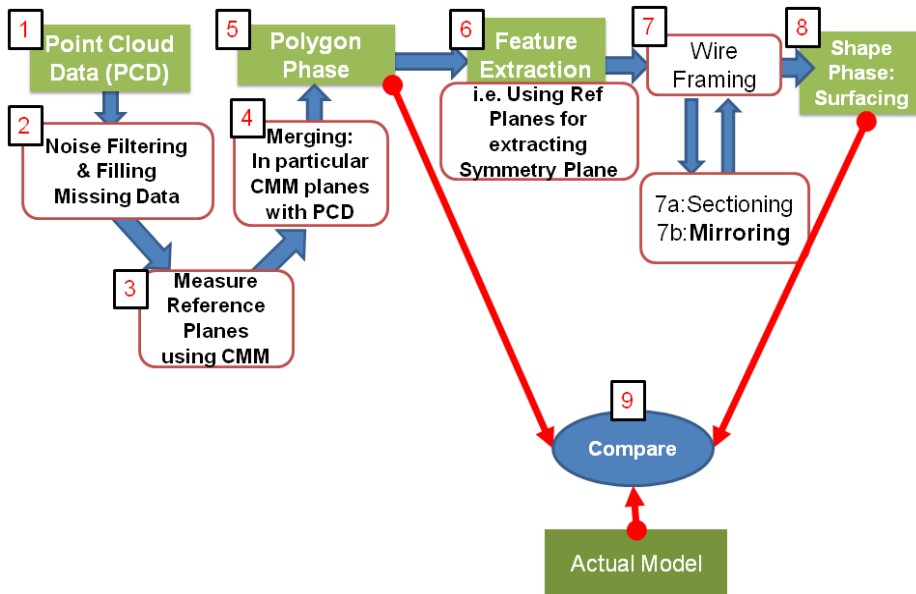 1
Point Cloud
Data (PCD)
2
Noise Filtering
& Filling
Missing Data
3
Measure
Reference
Planes
using CMM
4
Merging:
In particular
CMM planes
with PCD
5
Polygon
Phase
6
Feature
Extraction
i.e. Using Ref
Planes for
extracting
Symmetry Plane
7
Wire
Framing
7a:Sectioning
7b:Mirroring
8
Shape
Phase:
Surfacing
9
Compare
Actual Model